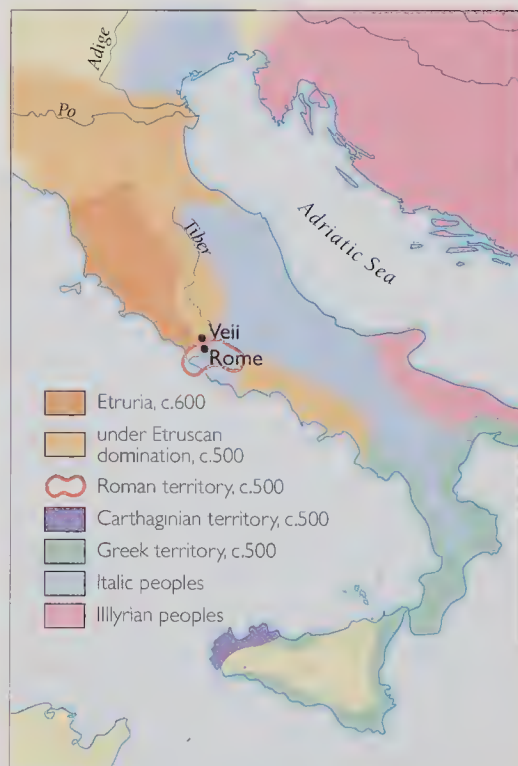 Adige
Po
Adriatic Sea
Tiber
Veii
Rome
Etruria, c.600
under Etruscan
domination, c.500
Roman territory, c.500
Carthaginian territory, c.500
Greek territory, c.500
Italic peoples
Illlyrian peoples